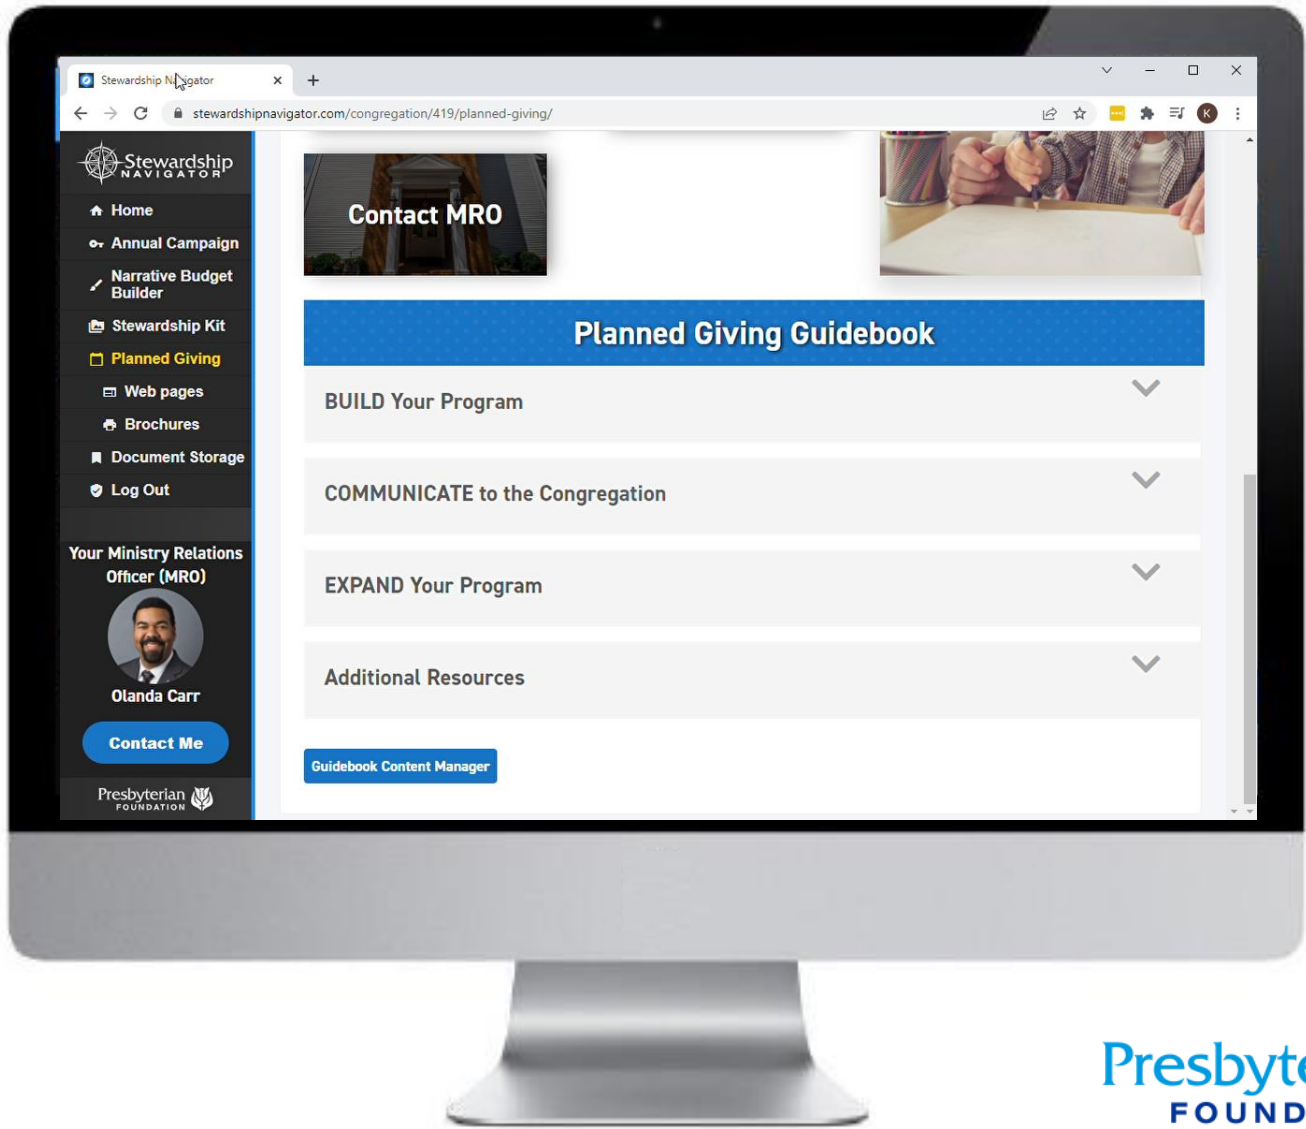 Stewardship Navigator
stewardshipnavigator.com/congregation/419/planned-giving/
K
Stewardship
NAVIGATOR
Home
Annual Campaign
Narrative Budget
Builder
Stewardship Kit
Planned Giving
Web pages
Brochures
Document Storage
Log Out
Your Ministry Relations
Officer (MRO)
Olanda Carr
Contact Me
Presbyterian
FOUNDATION
Contact MRO
Planned Giving Guidebook
BUILD Your Program
COMMUNICATE to the Congregation
EXPAND Your Program
Additional Resources
Guidebook Content Manager
Presbyte
FOUND